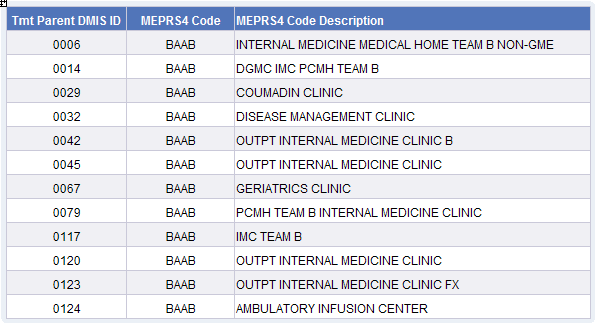 Tmt Parent DMIS ID MEPRS4 Code MEPRS4 Code Description
0006 BAAB INTERNAL MEDICINE MEDICAL HOME TEAM B NON-GME
0014 BAAB DGMC IMC PCMH TEAM B
0029 BAAB COUMADIN CLINIC
0032 BAAB DISEASE MANAGEMENT CLINIC
0042 BAAB OUTPT INTERNAL MEDICINE CLINIC B
0045 BAAB OUTPT INTERNAL MEDICINE CLINIC
0067 BAAB GERIATRICS CLINIC
0079 BAAB PCMH TEAM B INTERNAL MEDICINE CLINIC
0117 BAAB IMC TEAM B
0120 BAAB OUTPT INTERNAL MEDICINE CLINIC
0123 BAAB OUTPT INTERNAL MEDICINE CLINIC FX
0124 BAAB AMBULATORY INFUSION CENTER